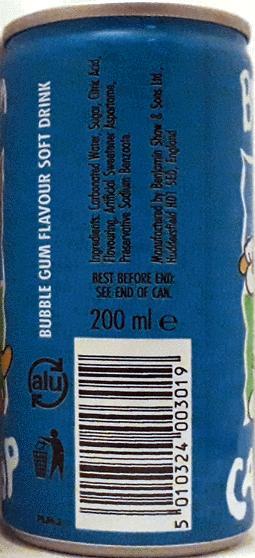 BUBBLE GUM FLAVOUR SOFT DRINK
Ingredients: Carbonated Water, Sugar, Citric Acid,
Flavouring, Artificial Sweetener Aspartame,
Preservative Sodium Benzoate.
Manufactured by Benjamin Shaw & Sons Ltd.,
Huddersfield HD1 5ED, England
BEST BEFORE END:
SEE END OF CAN.
200 ml e
alu
5 010324 003019